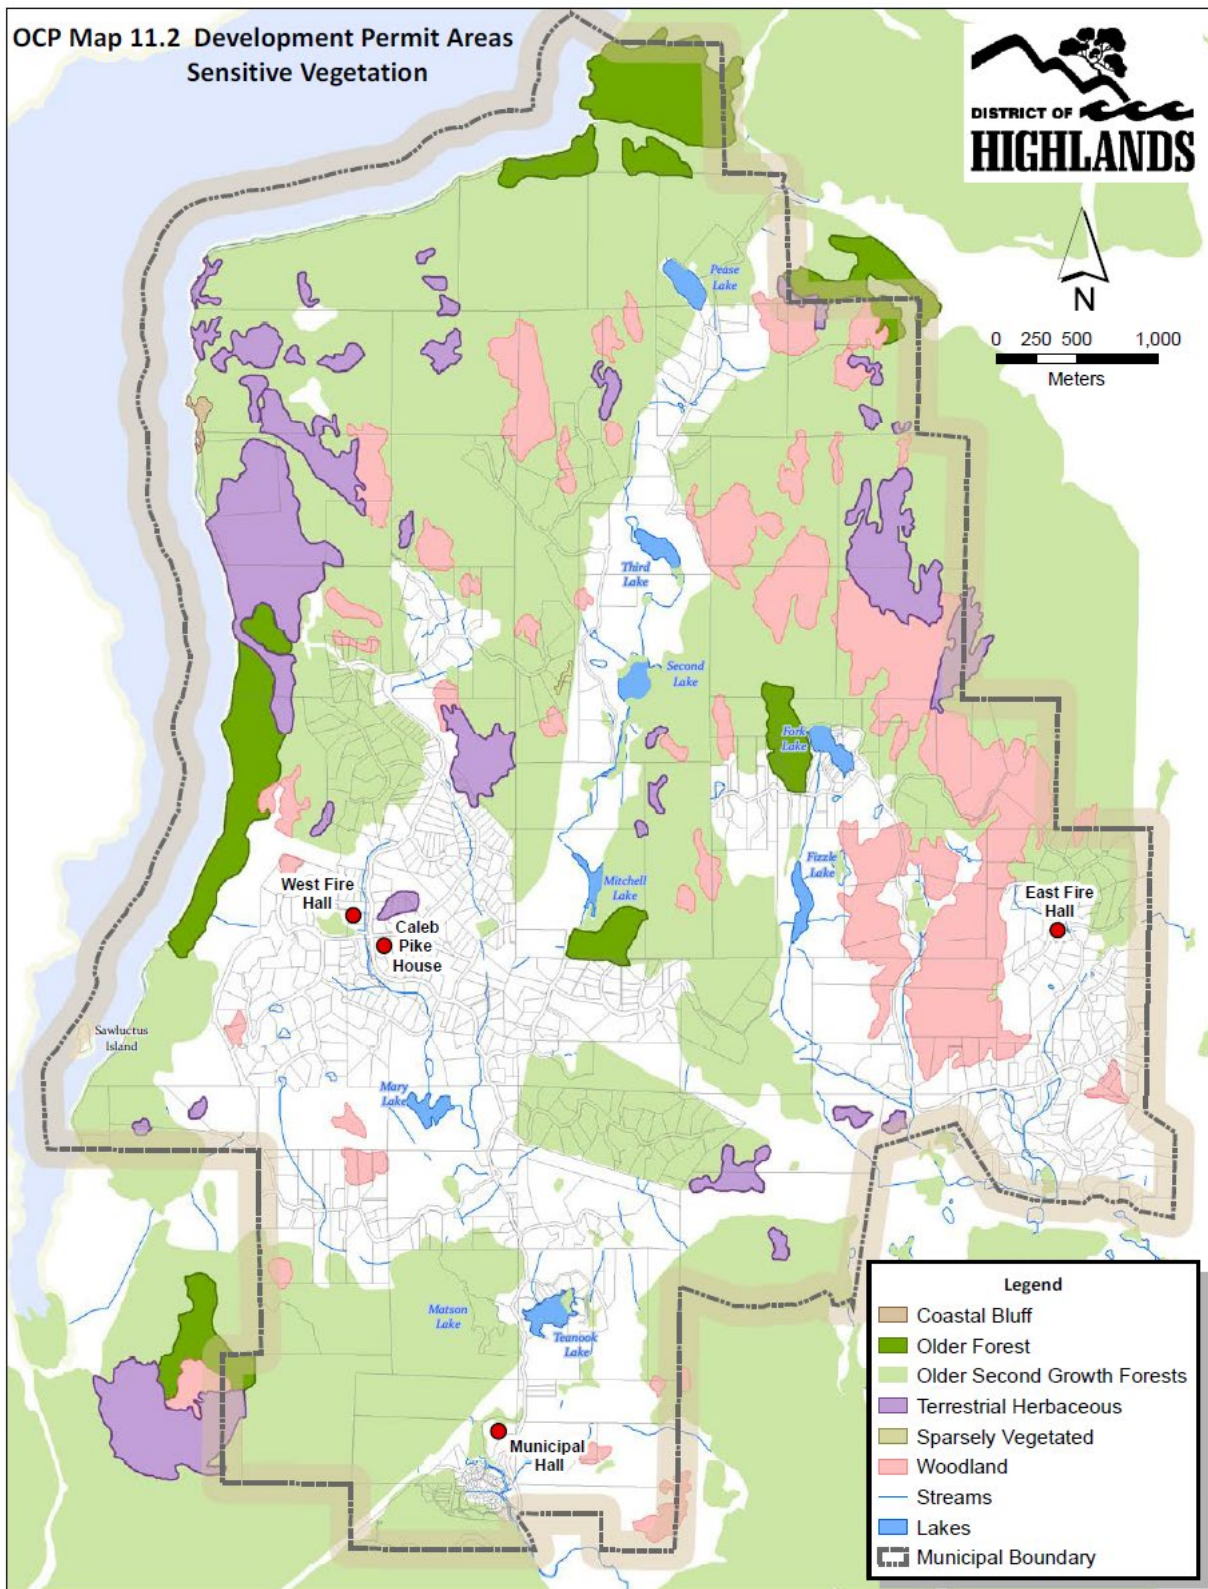 OCP Map 11.2 Development Permit Areas
Sensitive Vegetation
DISTRICT OF
HIGHLANDS
N
0 250 500 1,000
Meters
Pease
Lake
Third
Lake
Second
Lake
Fork
Lake
Mitchell
Lake
Fizzle
Lake
West Fire
Hall
East Fire
Hall
Caleb
Pike
House
Sawluctus
Island
Mary
Lake
Matson
Lake
Teanook
Lake
Municipal
Hall
Legend
Coastal Bluff
Older Forest
Older Second Growth Forests
Terrestrial Herbaceous
Sparsely Vegetated
Woodland
Streams
Lakes
Municipal Boundary